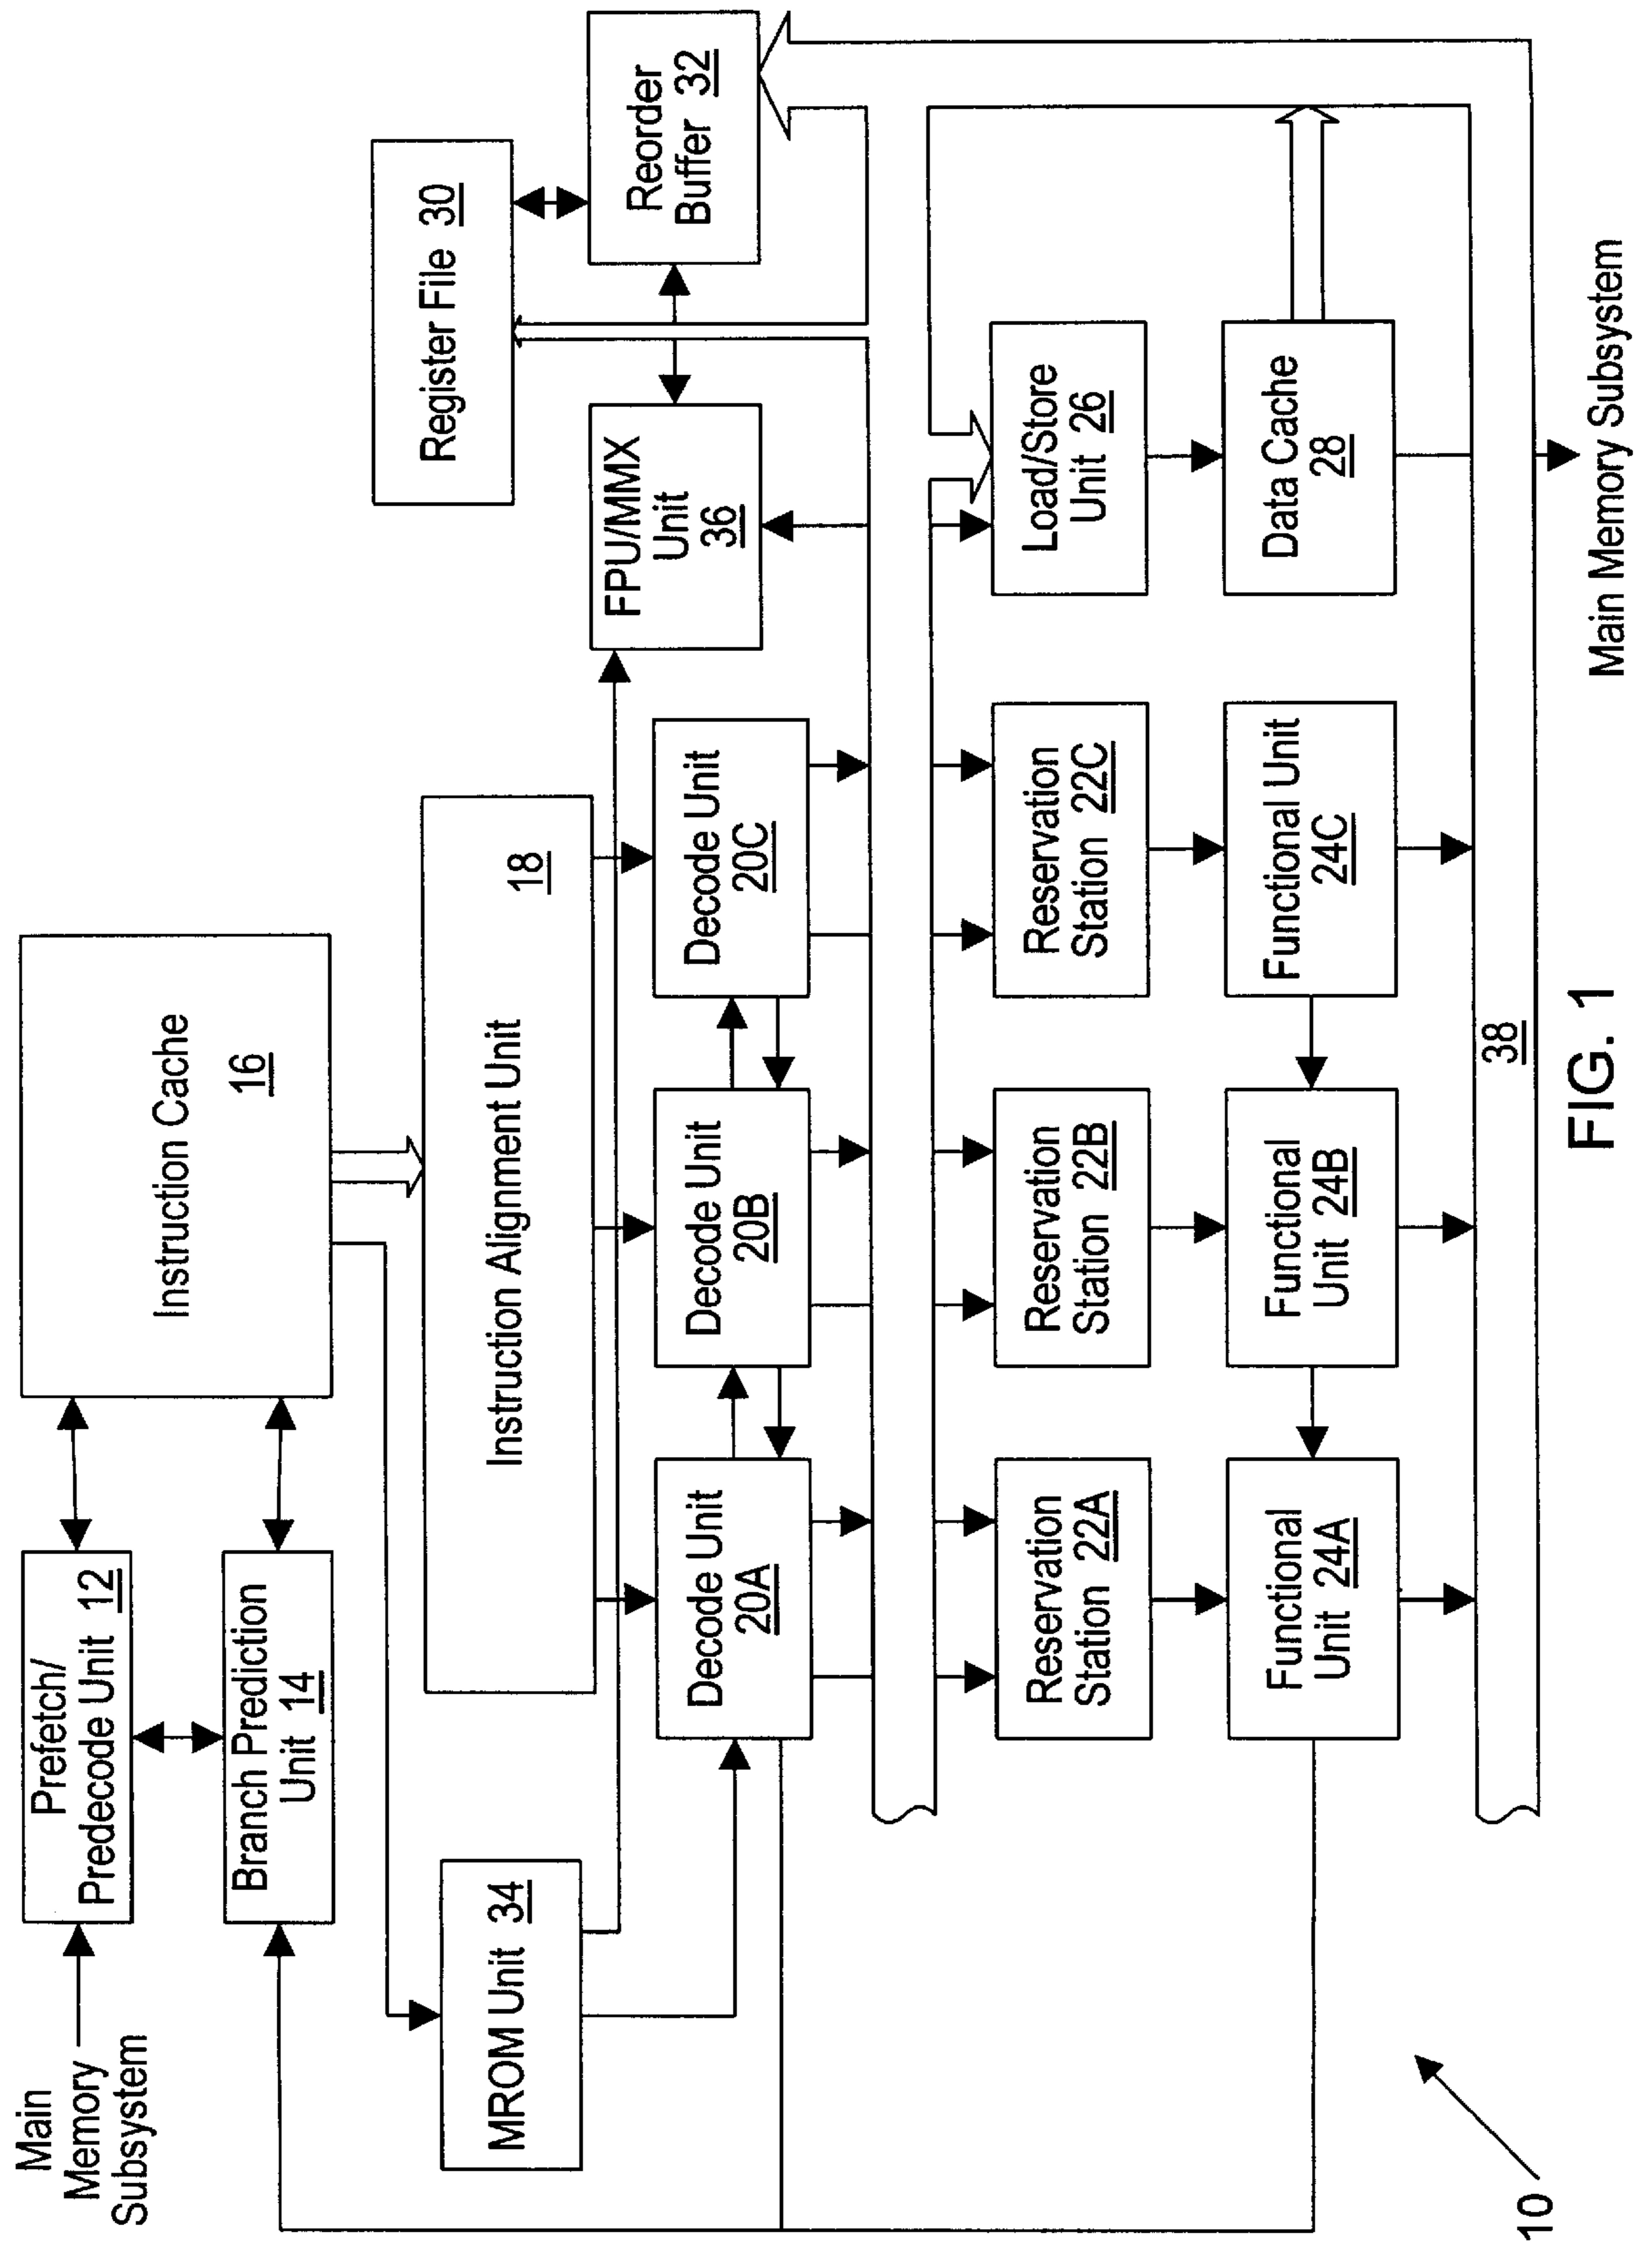 Main
Memory
Subsystem
Prefetch/
Predecode Unit 12
Branch Prediction
Unit 14
Instruction Cache
16
MROM Unit 34
Instruction Alignment Unit
18
Register File 30
Reorder
Buffer 32
FPU/MMX
Unit
36
Decode Unit
20A
Decode Unit
20B
Decode Unit
20C
Reservation
Station 22A
Reservation
Station 22B
Reservation
Station 22C
Load/Store
Unit 26
Functional
Unit 24A
Functional
Unit 24B
Functional Unit
24C
Data Cache
28
38
Main Memory Subsystem
10
FIG. 1